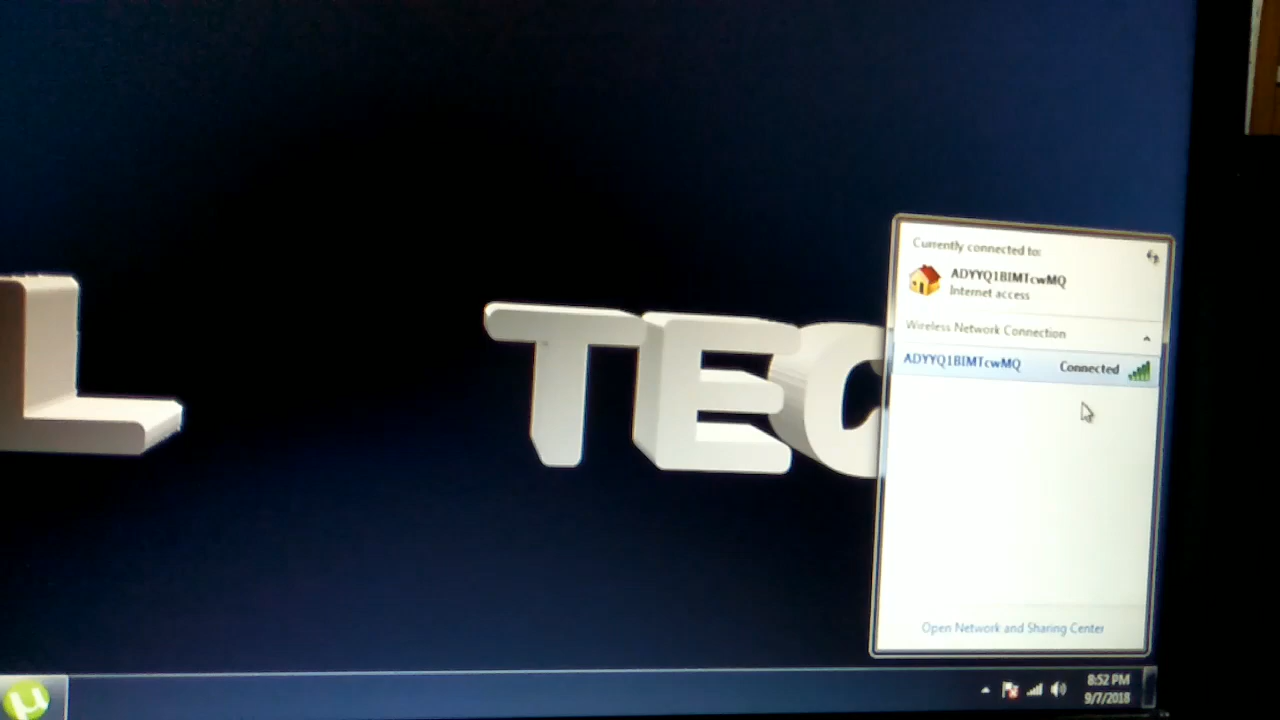 L TEC
Currently connected to:
ADYYQ1BIMTcwMQ
Internet access
Wireless Network Connection
ADYYQ1BIMTcwMQ Connected
Open Network and Sharing Center
8:52 PM
9/7/2018